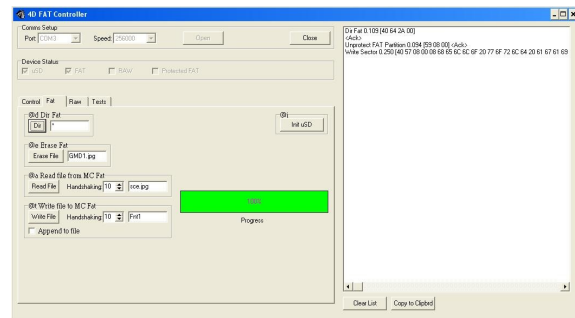 4D FAT Controller
Comms Setup
Port: COM3 Speed: 256000 Open Close
Device Status
uSD FAT RAW Protected FAT
Control Fat Raw Tests
@d Dir Fat
Dir *
@i
Init uSD
@e Erase Fat
Erase File GMD1.jpg
@a Read file from MC Fat
Read File Handshaking: 10 sce.jpg
@t Write file to MC Fat
Write File Handshaking: 10 Fnt1
Append to file
100%
Progress
Dir Fat 0.109 [40 64 2A 00]
<Ack>
Unprotect FAT Partition 0.094 [59 08 00] <Ack>
Write Sector 0.250 [40 57 08 00 08 68 65 6C 6C 6F 20 77 6F 72 6C 64 20 61 67 61 69
Clear List Copy to Clipbrd